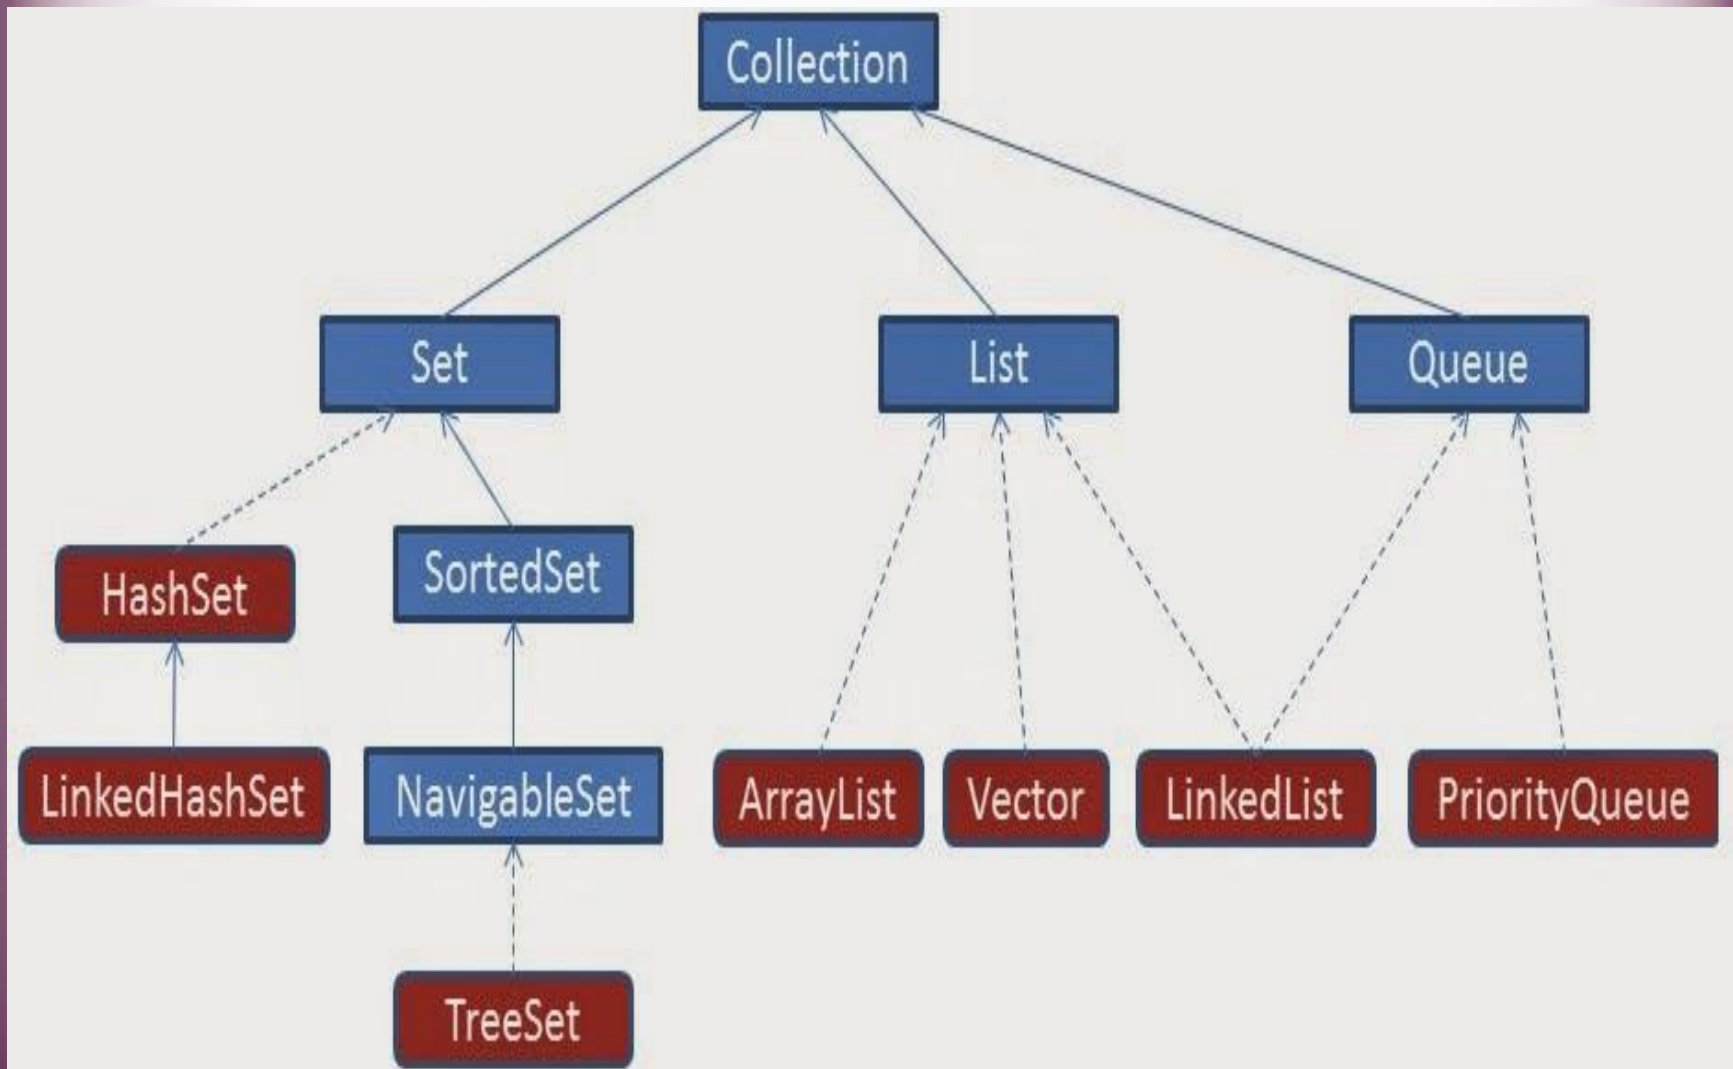 Collection
Set
List
Queue
HashSet
SortedSet
LinkedHashSet
NavigableSet
ArrayList
Vector
LinkedList
PriorityQueue
TreeSet